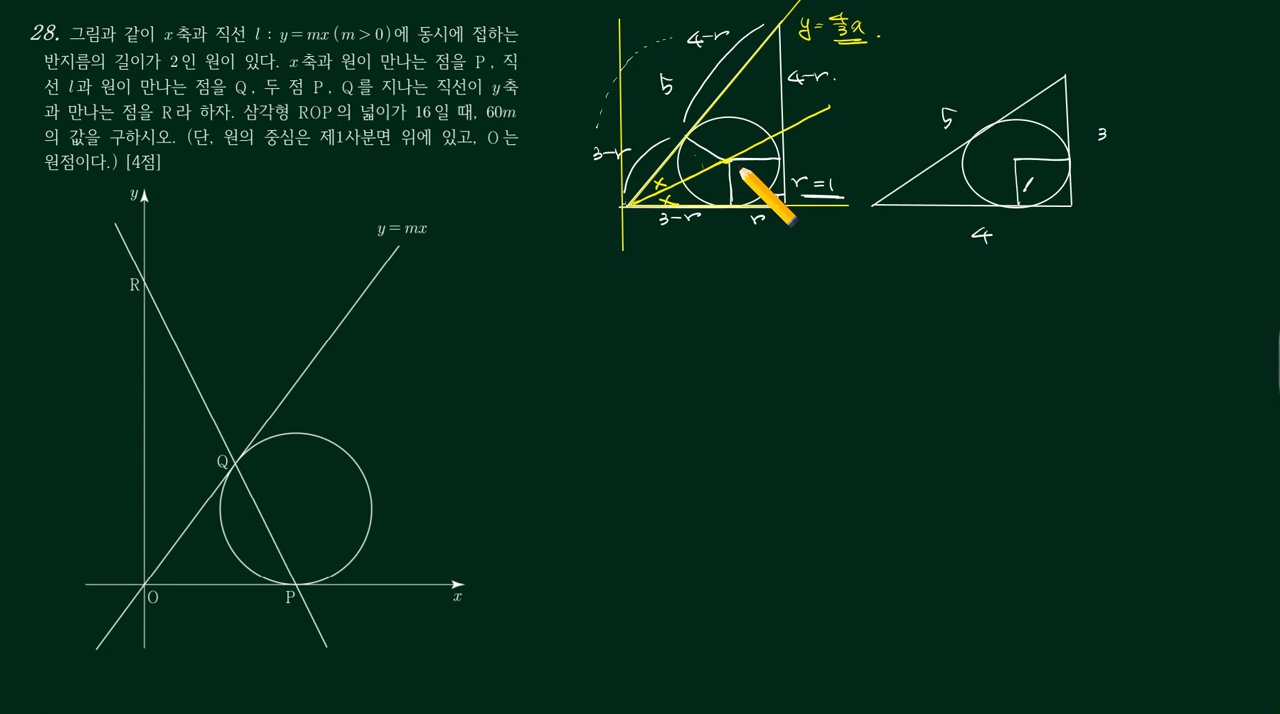 28. 그림과 같이 x축과 직선 l : y=mx (m>0)에 동시에 접하는
반지름의 길이가 2인 원이 있다. x축과 원이 만나는 점을 P, 직
선 l과 원이 만나는 점을 Q, 두 점 P, Q를 지나는 직선이 y축
과 만나는 점을 R라 하자. 삼각형 ROP의 넓이가 16일 때, 60m
의 값을 구하시오. (단, 원의 중심은 제1사분면 위에 있고, O는
원점이다.) [4점]
y
y=mx
R
Q
O
P
x
y=4/3x.
4-r
5
4-r.
3-r
x
x
r=1
3-r
r
5
3
4